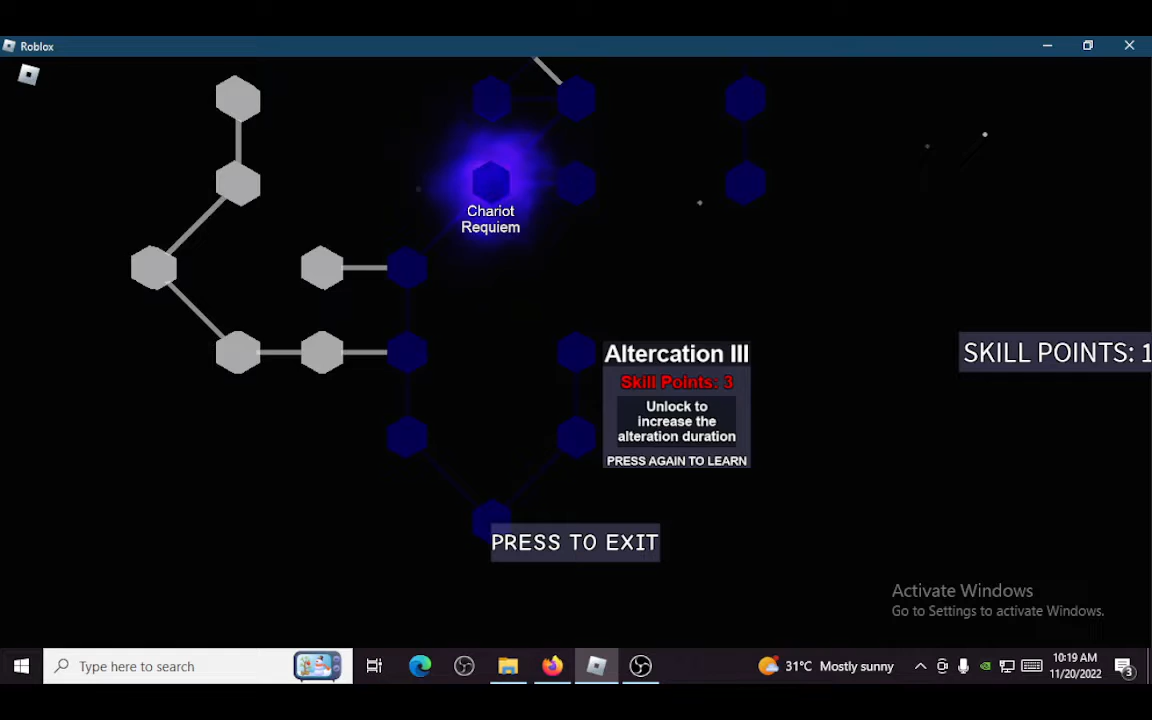 Roblox
Chariot
Requiem
Altercation III
Skill Points: 3
Unlock to
increase the
alteration duration
PRESS AGAIN TO LEARN
SKILL POINTS: 1
PRESS TO EXIT
Activate Windows
Go to Settings to activate Windows.
Type here to search
31°C Mostly sunny
10:19 AM
11/20/2022
3